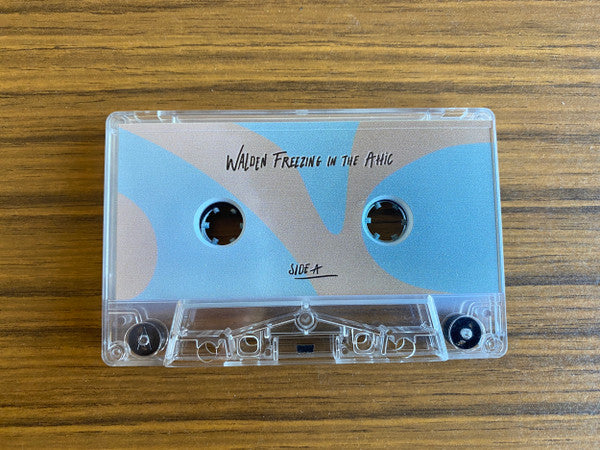 WALDEN FREEZING IN THE ATTIC
SIDE A